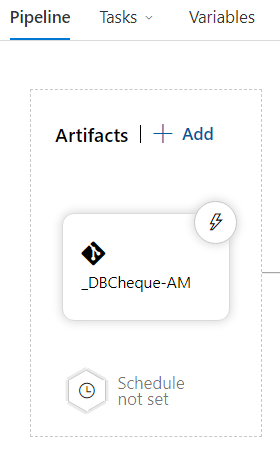 Pipeline Tasks Variables
Artifacts | + Add
_DBCheque-AM
Schedule
not set